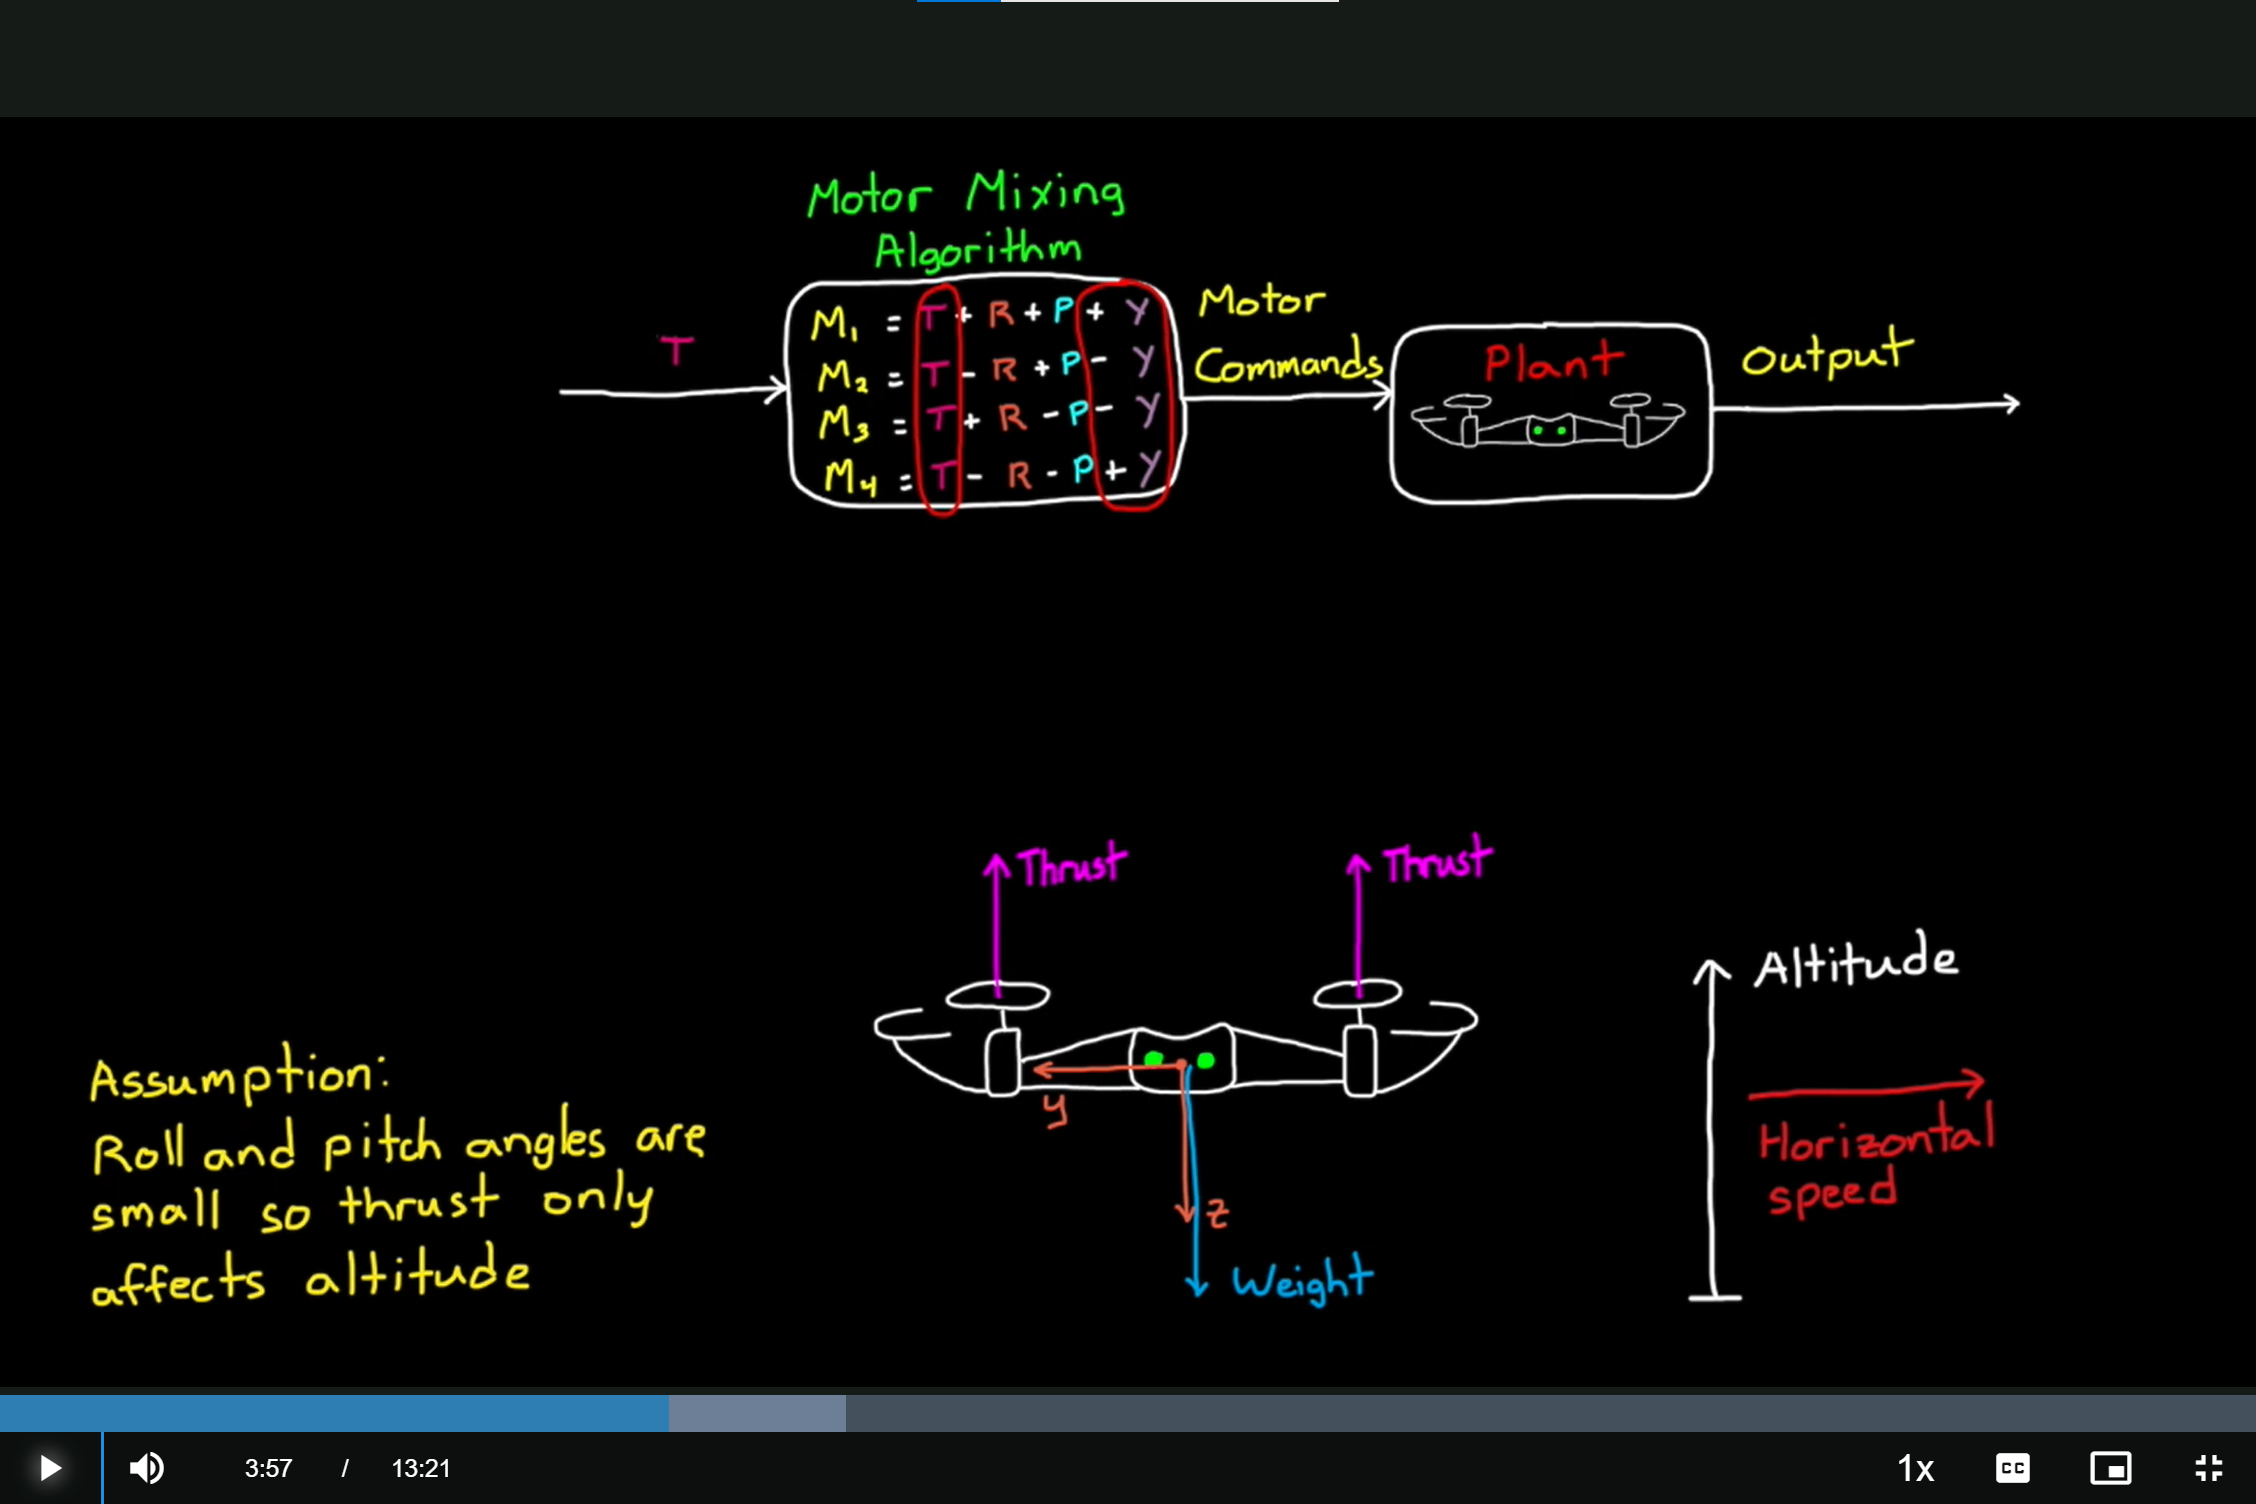 Motor Mixing
Algorithm
M1 = T + R + P + Y
M2 = T - R + P - Y
M3 = T + R - P - Y
M4 = T - R - P + Y
T
Motor
Commands
Plant
Output
Thrust
Thrust
Altitude
Horizontal
speed
y
z
Weight
Assumption:
Roll and pitch angles are
small so thrust only
affects altitude
3:57 / 13:21
1x
CC